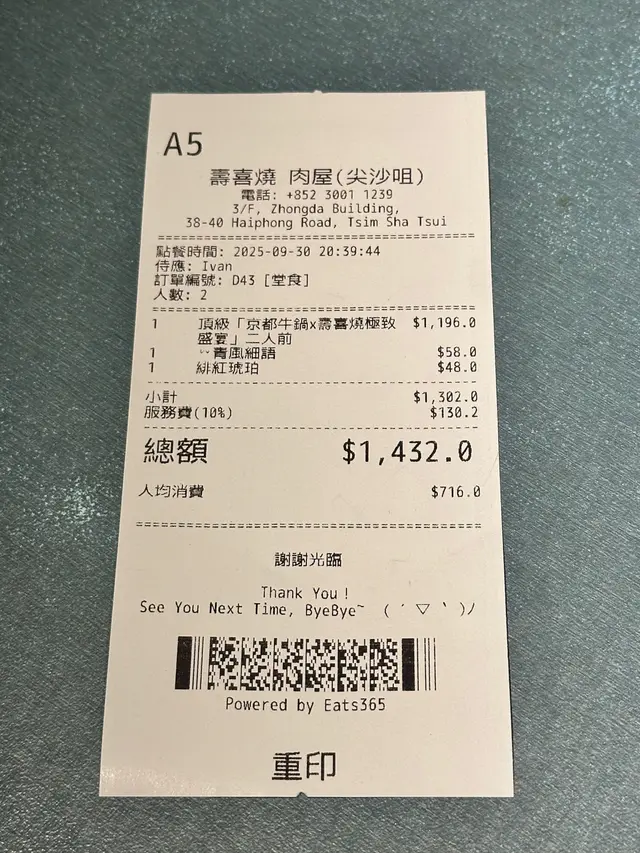 A5
壽喜燒 肉屋(尖沙咀)
電話: +852 3001 1239
3/F, Zhongda Building,
38-40 Haiphong Road, Tsim Sha Tsui
點餐時間: 2025-09-30 20:39:44
侍應: Ivan
訂單編號: D43 [堂食]
人數: 2
1 頂級「京都牛鍋x壽喜燒極致 $1,196.0
盛宴」二人前
1 青風細語 $58.0
1 緋紅琥珀 $48.0
小計 $1,302.0
服務費(10%) $130.2
總額 $1,432.0
人均消費 $716.0
謝謝光臨
Thank You!
See You Next Time, ByeBye~ ( ´ ▽ ` )ﾉ
Powered by Eats365
重印